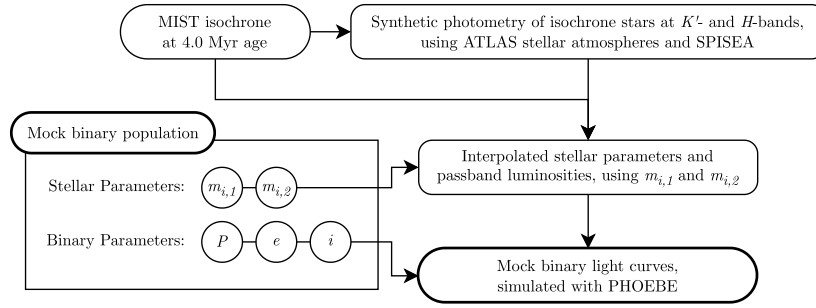 MIST isochrone
at 4.0 Myr age
Synthetic photometry of isochrone stars at K′- and H-bands,
using ATLAS stellar atmospheres and SPISEA
Mock binary population
Stellar Parameters: m_{i,1} m_{i,2}
Binary Parameters: P e i
Interpolated stellar parameters and
passband luminosities, using m_{i,1} and m_{i,2}
Mock binary light curves,
simulated with PHOEBE